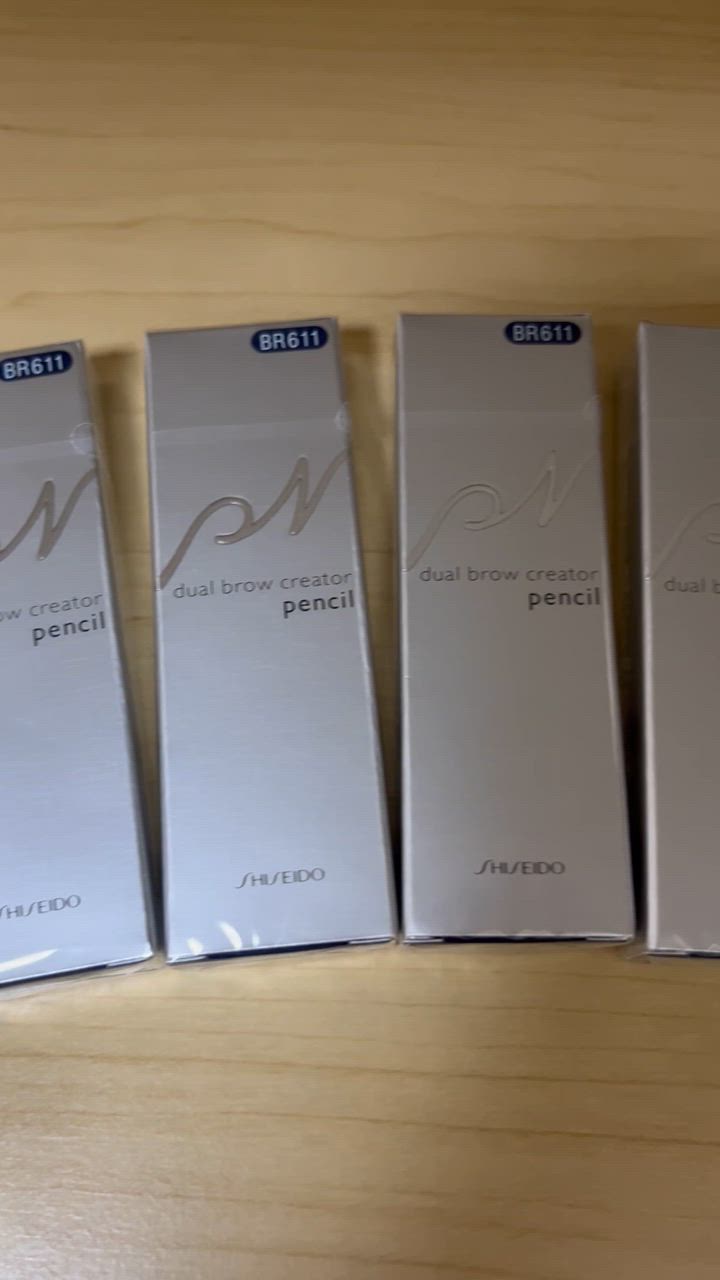 BR611
ow creator
pencil
SHISEIDO
BR611
dual brow creator
pencil
SHISEIDO
BR611
dual brow creator
pencil
SHISEIDO
dual b